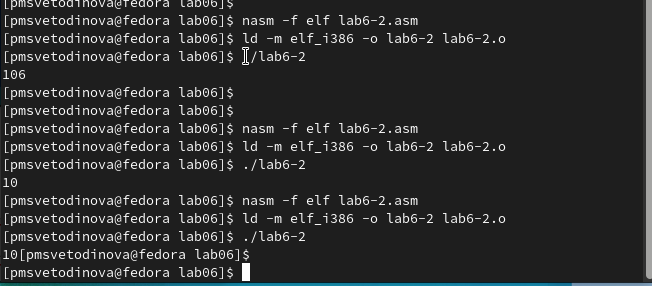 [pmsvetodinova@fedora lab06]$
[pmsvetodinova@fedora lab06]$ nasm -f elf lab6-2.asm
[pmsvetodinova@fedora lab06]$ ld -m elf_i386 -o lab6-2 lab6-2.o
[pmsvetodinova@fedora lab06]$ ./lab6-2
106
[pmsvetodinova@fedora lab06]$
[pmsvetodinova@fedora lab06]$
[pmsvetodinova@fedora lab06]$ nasm -f elf lab6-2.asm
[pmsvetodinova@fedora lab06]$ ld -m elf_i386 -o lab6-2 lab6-2.o
[pmsvetodinova@fedora lab06]$ ./lab6-2
10
[pmsvetodinova@fedora lab06]$ nasm -f elf lab6-2.asm
[pmsvetodinova@fedora lab06]$ ld -m elf_i386 -o lab6-2 lab6-2.o
[pmsvetodinova@fedora lab06]$ ./lab6-2
10[pmsvetodinova@fedora lab06]$
[pmsvetodinova@fedora lab06]$